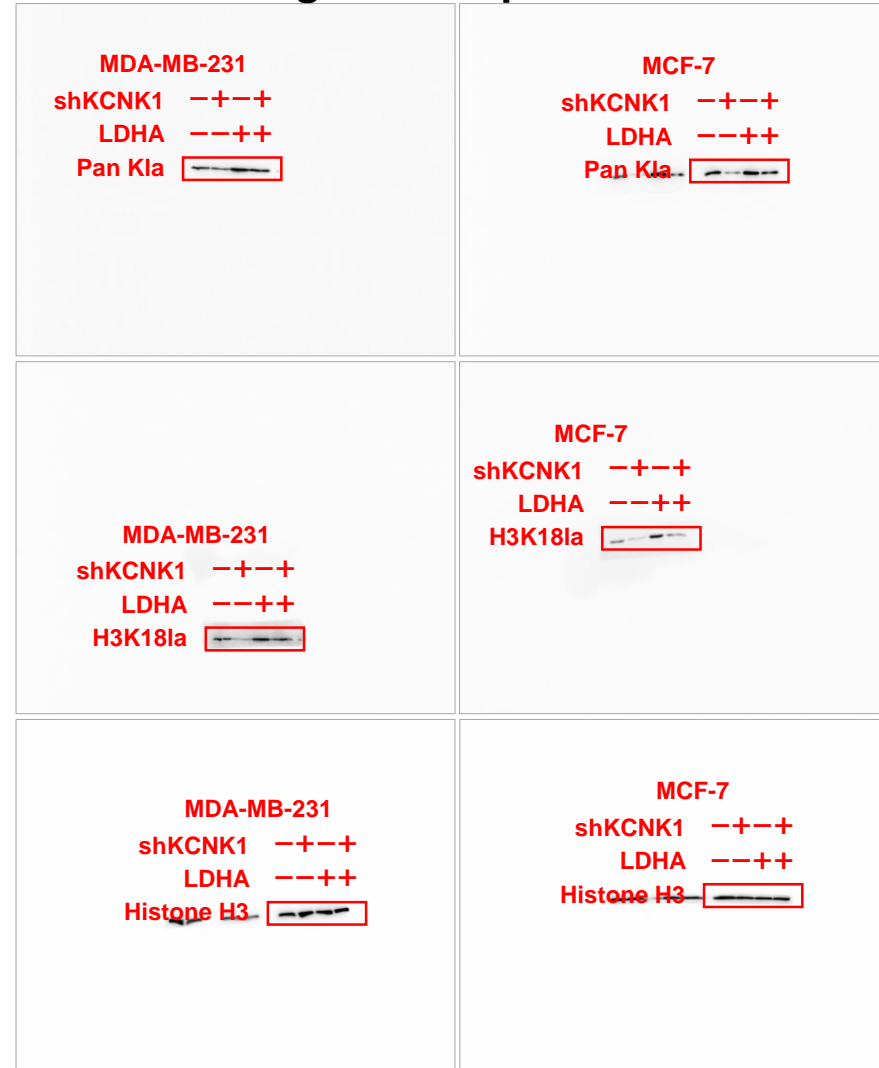 MDA-MB-231
shKCNK1 −+−+
LDHA −−++
Pan Kla
MCF-7
shKCNK1 −+−+
LDHA −−++
Pan Kla
MDA-MB-231
shKCNK1 −+−+
LDHA −−++
H3K18la
MCF-7
shKCNK1 −+−+
LDHA −−++
H3K18la
MDA-MB-231
shKCNK1 −+−+
LDHA −−++
Histone H3
MCF-7
shKCNK1 −+−+
LDHA −−++
Histone H3